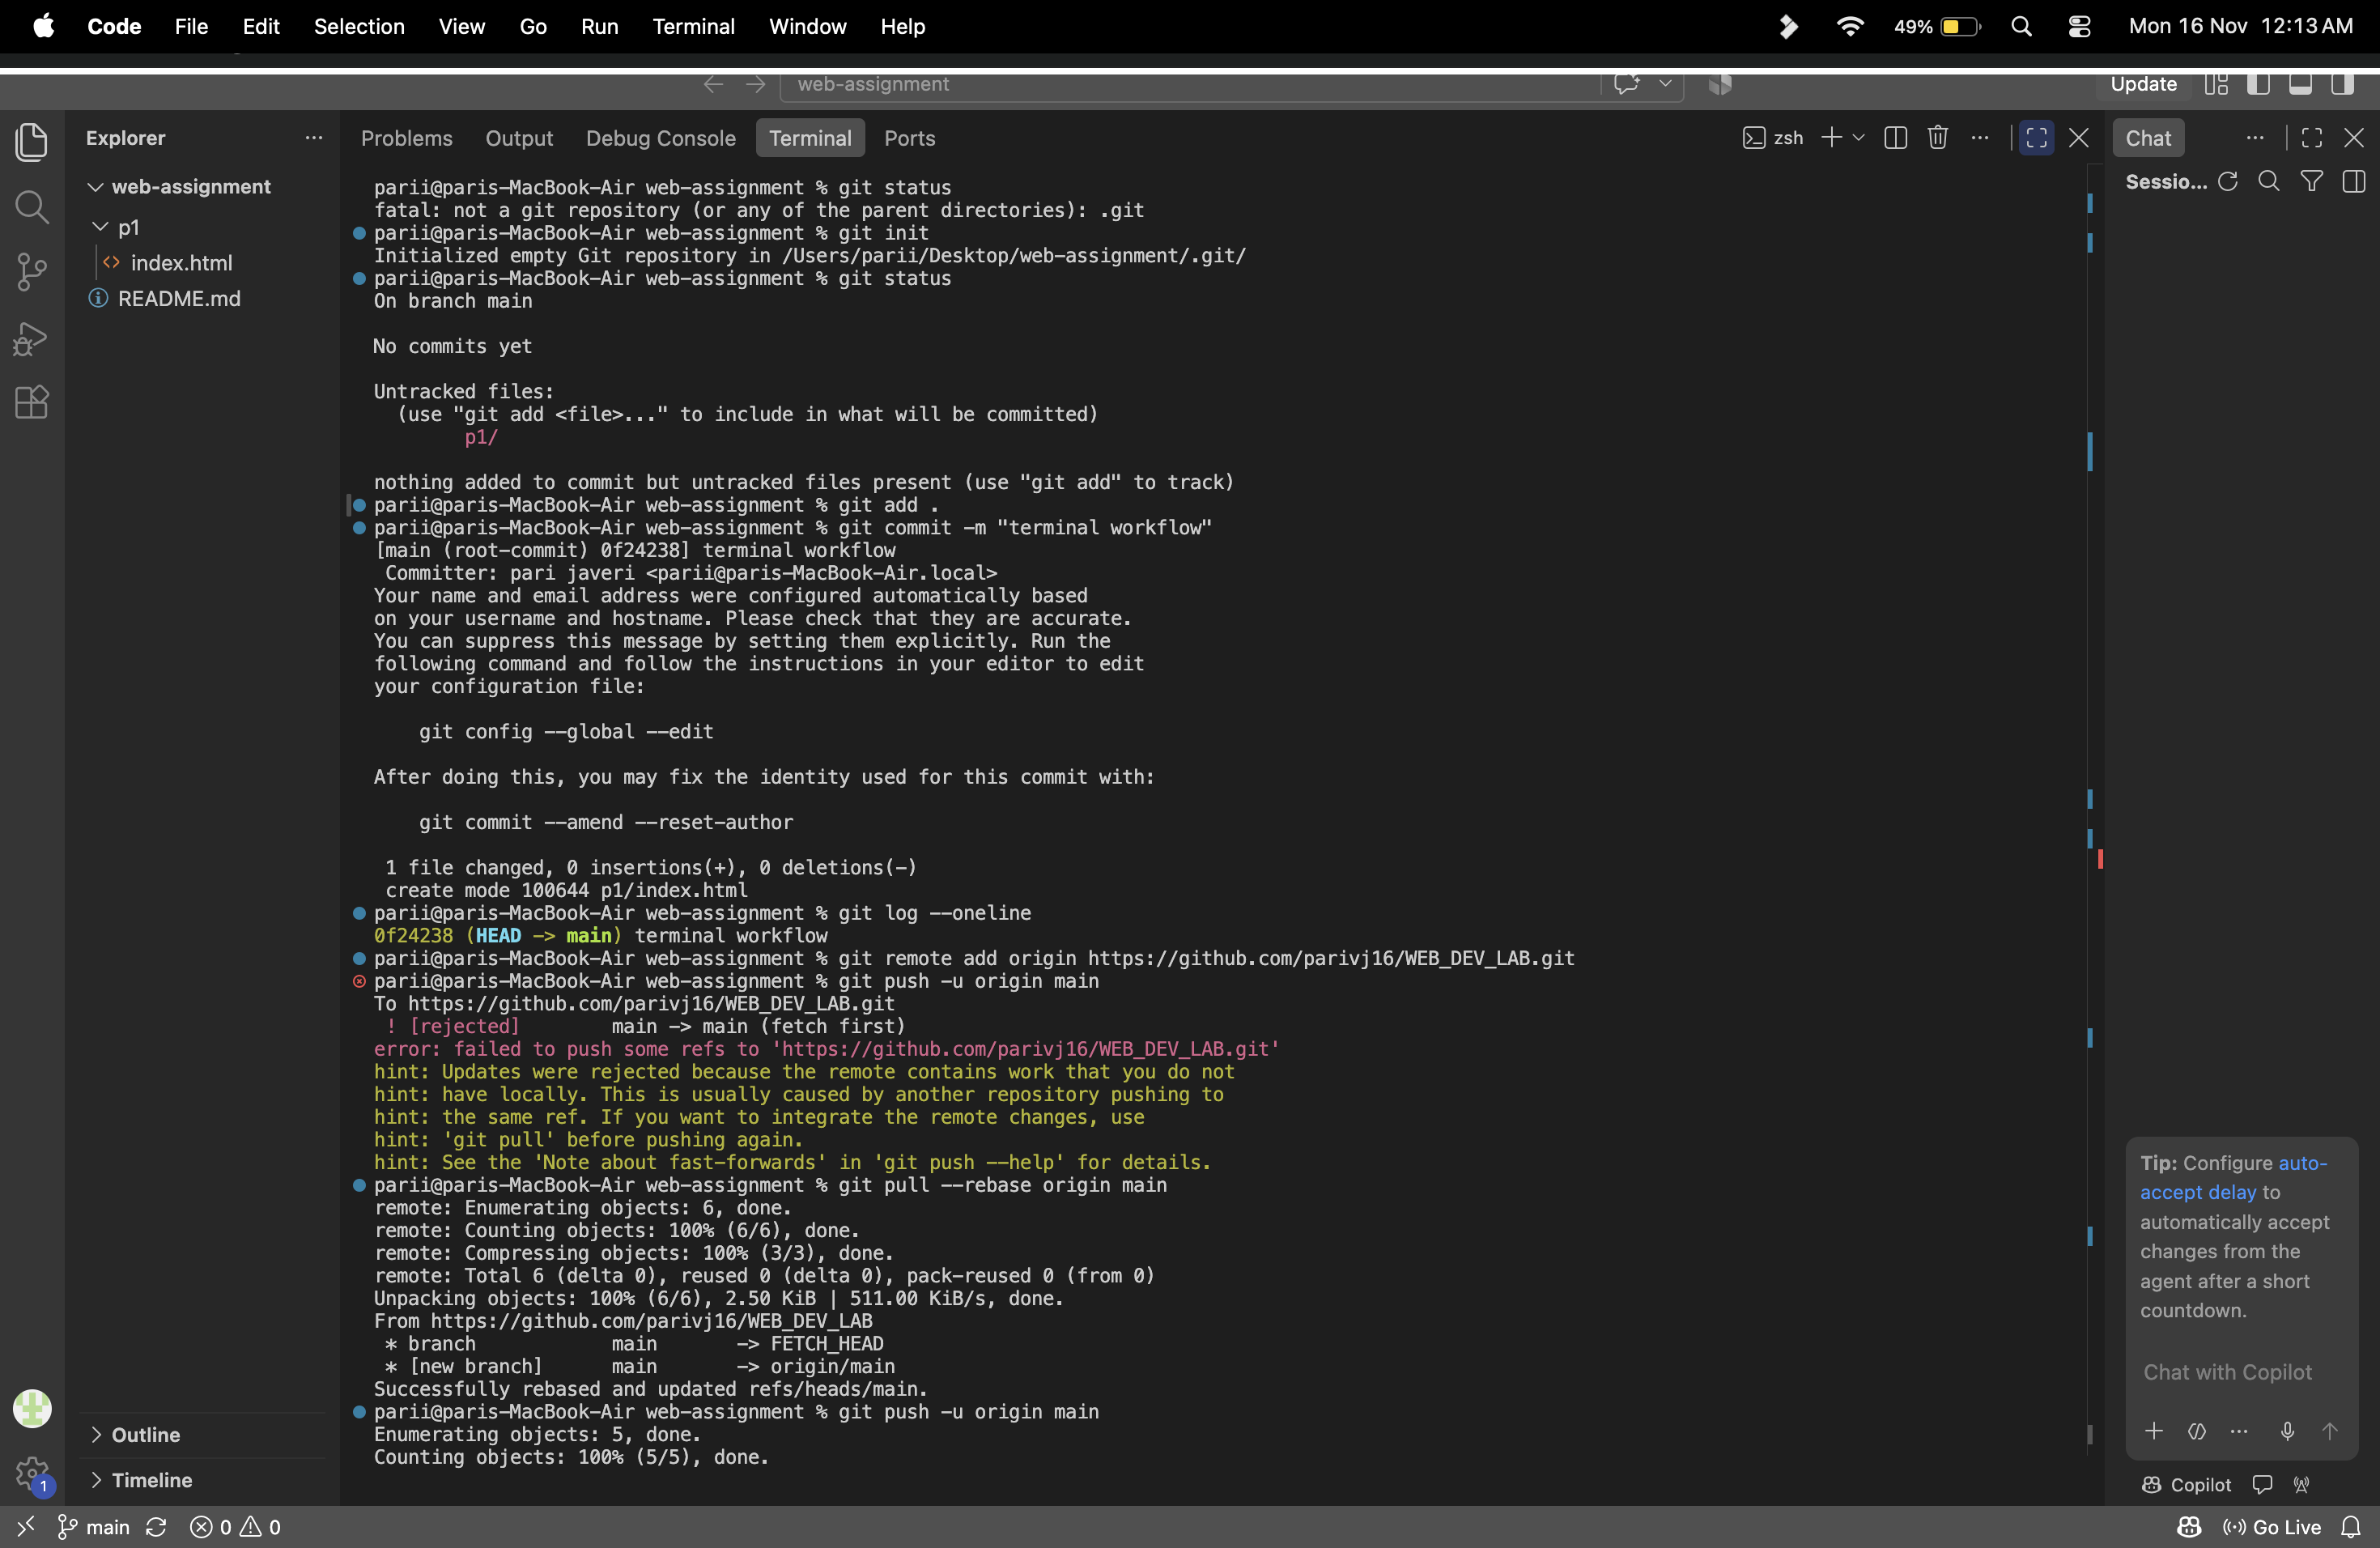 Code File Edit Selection View Go Run Terminal Window Help 49% Mon 16 Nov 12:13 AM
web-assignment Update
Explorer Problems Output Debug Console Terminal Ports zsh Chat
Sessio...
web-assignment
p1
index.html
README.md
parii@paris-MacBook-Air web-assignment % git status
fatal: not a git repository (or any of the parent directories): .git
parii@paris-MacBook-Air web-assignment % git init
Initialized empty Git repository in /Users/parii/Desktop/web-assignment/.git/
parii@paris-MacBook-Air web-assignment % git status
On branch main
No commits yet
Untracked files:
(use "git add <file>..." to include in what will be committed)
p1/
nothing added to commit but untracked files present (use "git add" to track)
parii@paris-MacBook-Air web-assignment % git add .
parii@paris-MacBook-Air web-assignment % git commit -m "terminal workflow"
[main (root-commit) 0f24238] terminal workflow
Committer: pari javeri <parii@paris-MacBook-Air.local>
Your name and email address were configured automatically based
on your username and hostname. Please check that they are accurate.
You can suppress this message by setting them explicitly. Run the
following command and follow the instructions in your editor to edit
your configuration file:
git config --global --edit
After doing this, you may fix the identity used for this commit with:
git commit --amend --reset-author
1 file changed, 0 insertions(+), 0 deletions(-)
create mode 100644 p1/index.html
parii@paris-MacBook-Air web-assignment % git log --oneline
0f24238 (HEAD -> main) terminal workflow
parii@paris-MacBook-Air web-assignment % git remote add origin https://github.com/parivj16/WEB_DEV_LAB.git
parii@paris-MacBook-Air web-assignment % git push -u origin main
To https://github.com/parivj16/WEB_DEV_LAB.git
! [rejected] main -> main (fetch first)
error: failed to push some refs to 'https://github.com/parivj16/WEB_DEV_LAB.git'
hint: Updates were rejected because the remote contains work that you do not
hint: have locally. This is usually caused by another repository pushing to
hint: the same ref. If you want to integrate the remote changes, use
hint: 'git pull' before pushing again.
hint: See the 'Note about fast-forwards' in 'git push --help' for details.
parii@paris-MacBook-Air web-assignment % git pull --rebase origin main
remote: Enumerating objects: 6, done.
remote: Counting objects: 100% (6/6), done.
remote: Compressing objects: 100% (3/3), done.
remote: Total 6 (delta 0), reused 0 (delta 0), pack-reused 0 (from 0)
Unpacking objects: 100% (6/6), 2.50 KiB | 511.00 KiB/s, done.
From https://github.com/parivj16/WEB_DEV_LAB
* branch main -> FETCH_HEAD
* [new branch] main -> origin/main
Successfully rebased and updated refs/heads/main.
parii@paris-MacBook-Air web-assignment % git push -u origin main
Enumerating objects: 5, done.
Counting objects: 100% (5/5), done.
Tip: Configure auto-
accept delay to
automatically accept
changes from the
agent after a short
countdown.
Chat with Copilot
Copilot
Outline
Timeline
1
main 0 0 Go Live